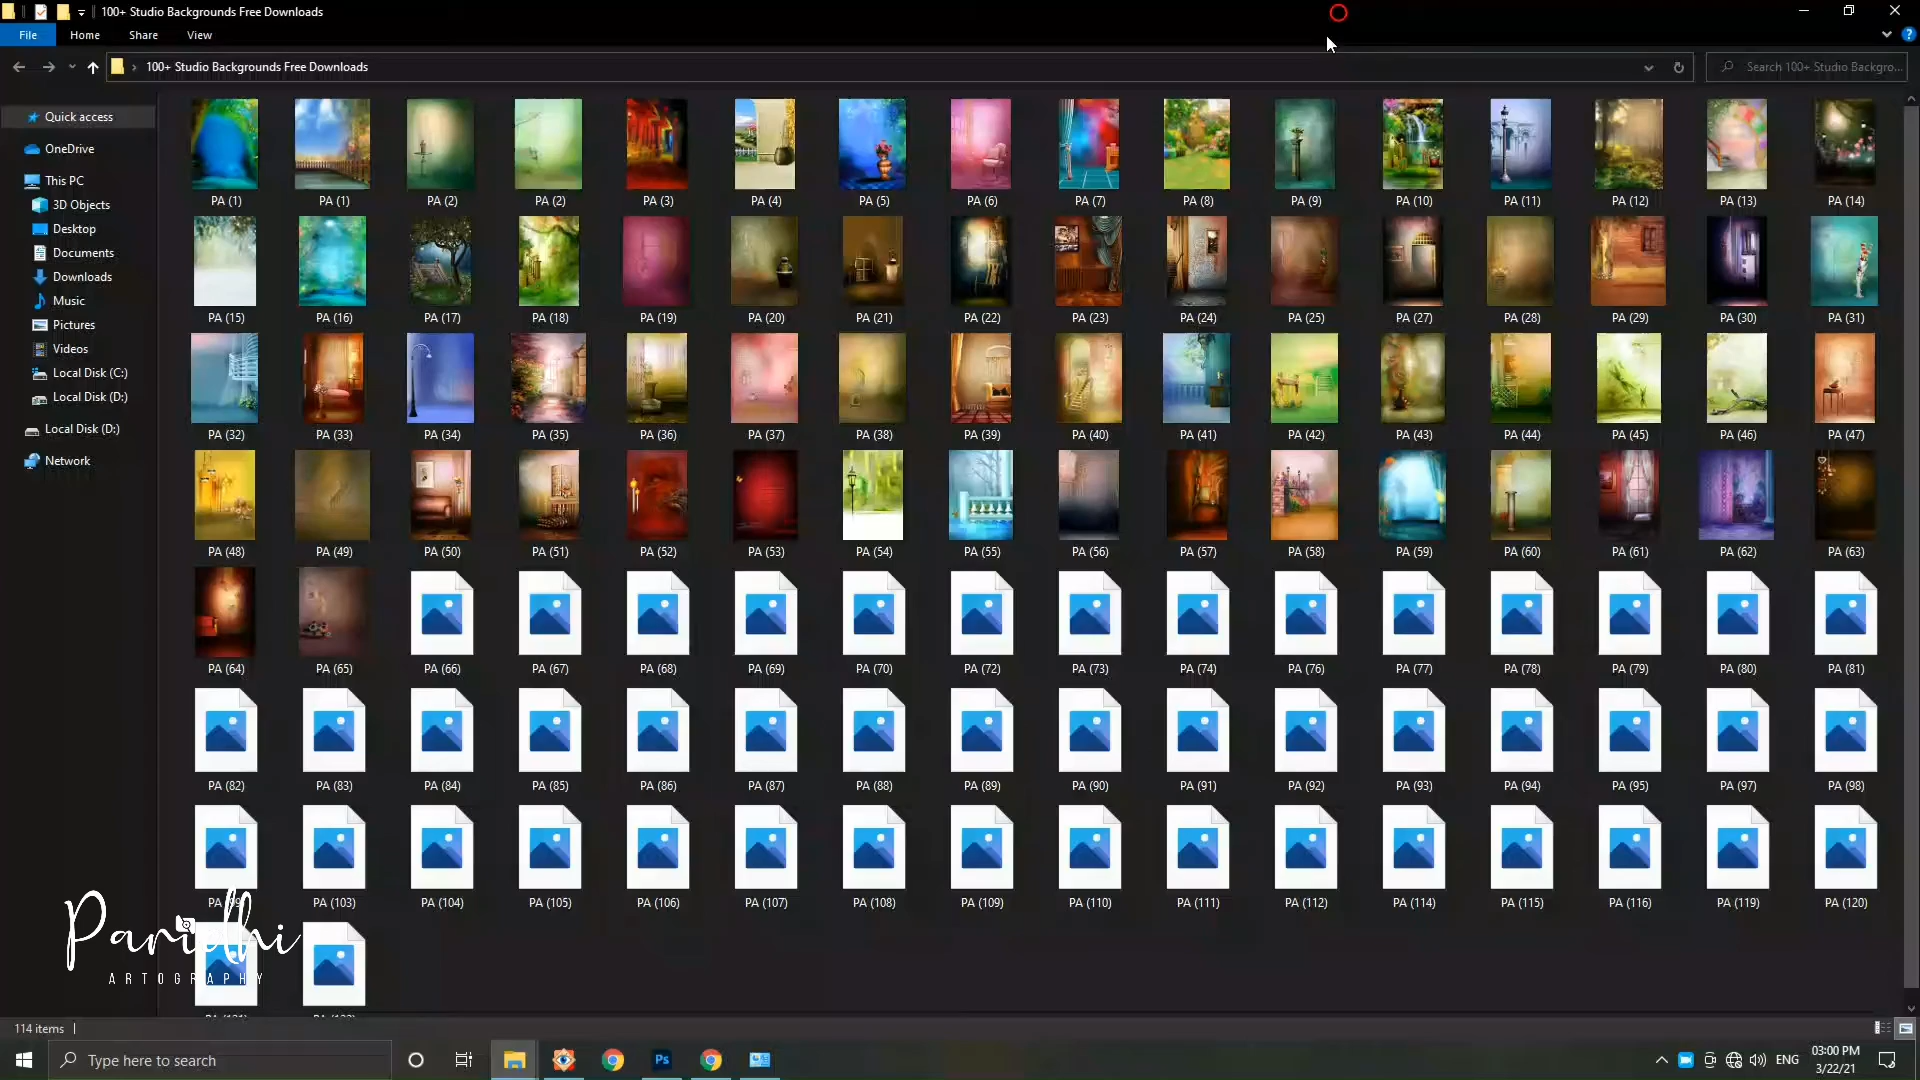 100+ Studio Backgrounds Free Downloads
File Home Share View
100+ Studio Backgrounds Free Downloads
Search 100+ Studio Backgro...
Quick access
OneDrive
This PC
3D Objects
Desktop
Documents
Downloads
Music
Pictures
Videos
Local Disk (C:)
Local Disk (D:)
Local Disk (D:)
Network
PA (1) PA (1) PA (2) PA (2) PA (3) PA (4) PA (5) PA (6) PA (7) PA (8) PA (9) PA (10) PA (11) PA (12) PA (13) PA (14)
PA (15) PA (16) PA (17) PA (18) PA (19) PA (20) PA (21) PA (22) PA (23) PA (24) PA (25) PA (27) PA (28) PA (29) PA (30) PA (31)
PA (32) PA (33) PA (34) PA (35) PA (36) PA (37) PA (38) PA (39) PA (40) PA (41) PA (42) PA (43) PA (44) PA (45) PA (46) PA (47)
PA (48) PA (49) PA (50) PA (51) PA (52) PA (53) PA (54) PA (55) PA (56) PA (57) PA (58) PA (59) PA (60) PA (61) PA (62) PA (63)
PA (64) PA (65) PA (66) PA (67) PA (68) PA (69) PA (70) PA (72) PA (73) PA (74) PA (76) PA (77) PA (78) PA (79) PA (80) PA (81)
PA (82) PA (83) PA (84) PA (85) PA (86) PA (87) PA (88) PA (89) PA (90) PA (91) PA (92) PA (93) PA (94) PA (95) PA (97) PA (98)
PA (99) PA (103) PA (104) PA (105) PA (106) PA (107) PA (108) PA (109) PA (110) PA (111) PA (112) PA (114) PA (115) PA (116) PA (119) PA (120)
Paridhi
ARTOGRAPHY
114 items
Type here to search
Ps
ENG
03:00 PM
3/22/21